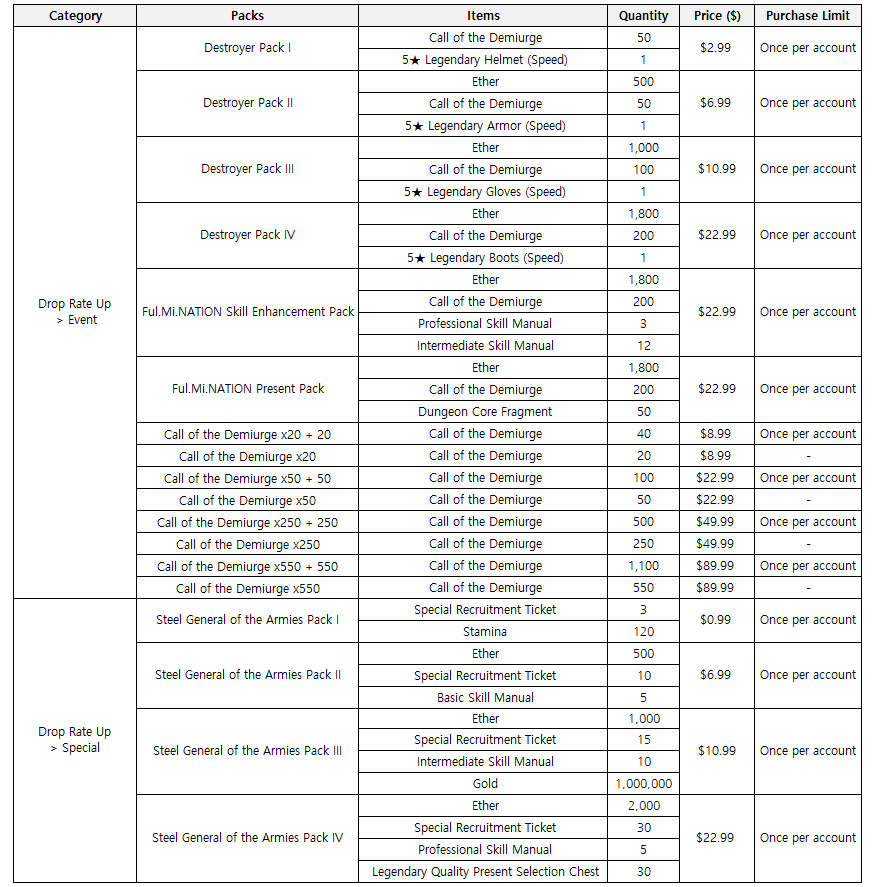 Category Packs Items Quantity Price ($) Purchase Limit
Drop Rate Up
> Event
Destroyer Pack I
Call of the Demiurge 50
5★ Legendary Helmet (Speed) 1
$2.99 Once per account
Destroyer Pack II
Ether 500
Call of the Demiurge 50
5★ Legendary Armor (Speed) 1
$6.99 Once per account
Destroyer Pack III
Ether 1,000
Call of the Demiurge 100
5★ Legendary Gloves (Speed) 1
$10.99 Once per account
Destroyer Pack IV
Ether 1,800
Call of the Demiurge 200
5★ Legendary Boots (Speed) 1
$22.99 Once per account
Ful.Mi.NATION Skill Enhancement Pack
Ether 1,800
Call of the Demiurge 200
Professional Skill Manual 3
Intermediate Skill Manual 12
$22.99 Once per account
Ful.Mi.NATION Present Pack
Ether 1,800
Call of the Demiurge 200
Dungeon Core Fragment 50
$22.99 Once per account
Call of the Demiurge x20 + 20 Call of the Demiurge 40 $8.99 Once per account
Call of the Demiurge x20 Call of the Demiurge 20 $8.99 -
Call of the Demiurge x50 + 50 Call of the Demiurge 100 $22.99 Once per account
Call of the Demiurge x50 Call of the Demiurge 50 $22.99 -
Call of the Demiurge x250 + 250 Call of the Demiurge 500 $49.99 Once per account
Call of the Demiurge x250 Call of the Demiurge 250 $49.99 -
Call of the Demiurge x550 + 550 Call of the Demiurge 1,100 $89.99 Once per account
Call of the Demiurge x550 Call of the Demiurge 550 $89.99 -
Drop Rate Up
> Special
Steel General of the Armies Pack I
Special Recruitment Ticket 3
Stamina 120
$0.99 Once per account
Steel General of the Armies Pack II
Ether 500
Special Recruitment Ticket 10
Basic Skill Manual 5
$6.99 Once per account
Steel General of the Armies Pack III
Ether 1,000
Special Recruitment Ticket 15
Intermediate Skill Manual 10
Gold 1,000,000
$10.99 Once per account
Steel General of the Armies Pack IV
Ether 2,000
Special Recruitment Ticket 30
Professional Skill Manual 5
Legendary Quality Present Selection Chest 30
$22.99 Once per account